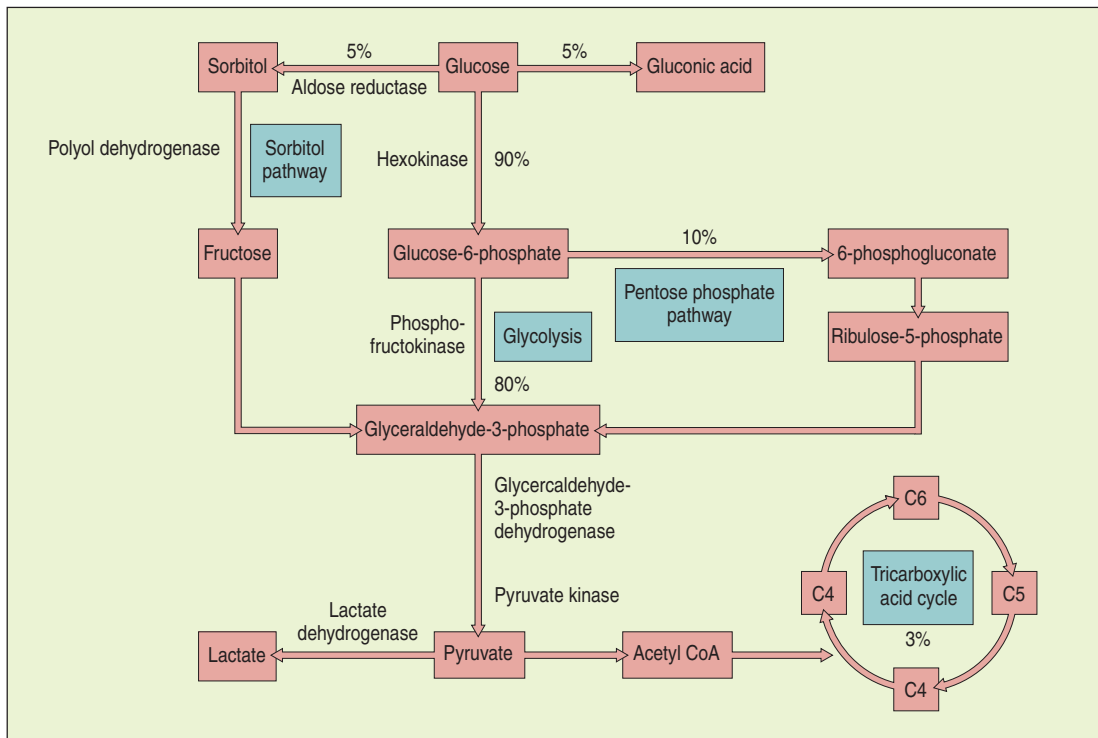 5%
5%
Sorbitol
Glucose
Gluconic acid
Aldose reductase
Polyol dehydrogenase
Sorbitol
pathway
Hexokinase
90%
Fructose
Glucose-6-phosphate
10%
6-phosphogluconate
Pentose phosphate
pathway
Phospho-
fructokinase
Glycolysis
80%
Ribulose-5-phosphate
Glyceraldehyde-3-phosphate
Glycercaldehyde-
3-phosphate
dehydrogenase
Pyruvate kinase
Lactate
dehydrogenase
Lactate
Pyruvate
Acetyl CoA
C6
C4
Tricarboxylic
acid cycle
C5
3%
C4